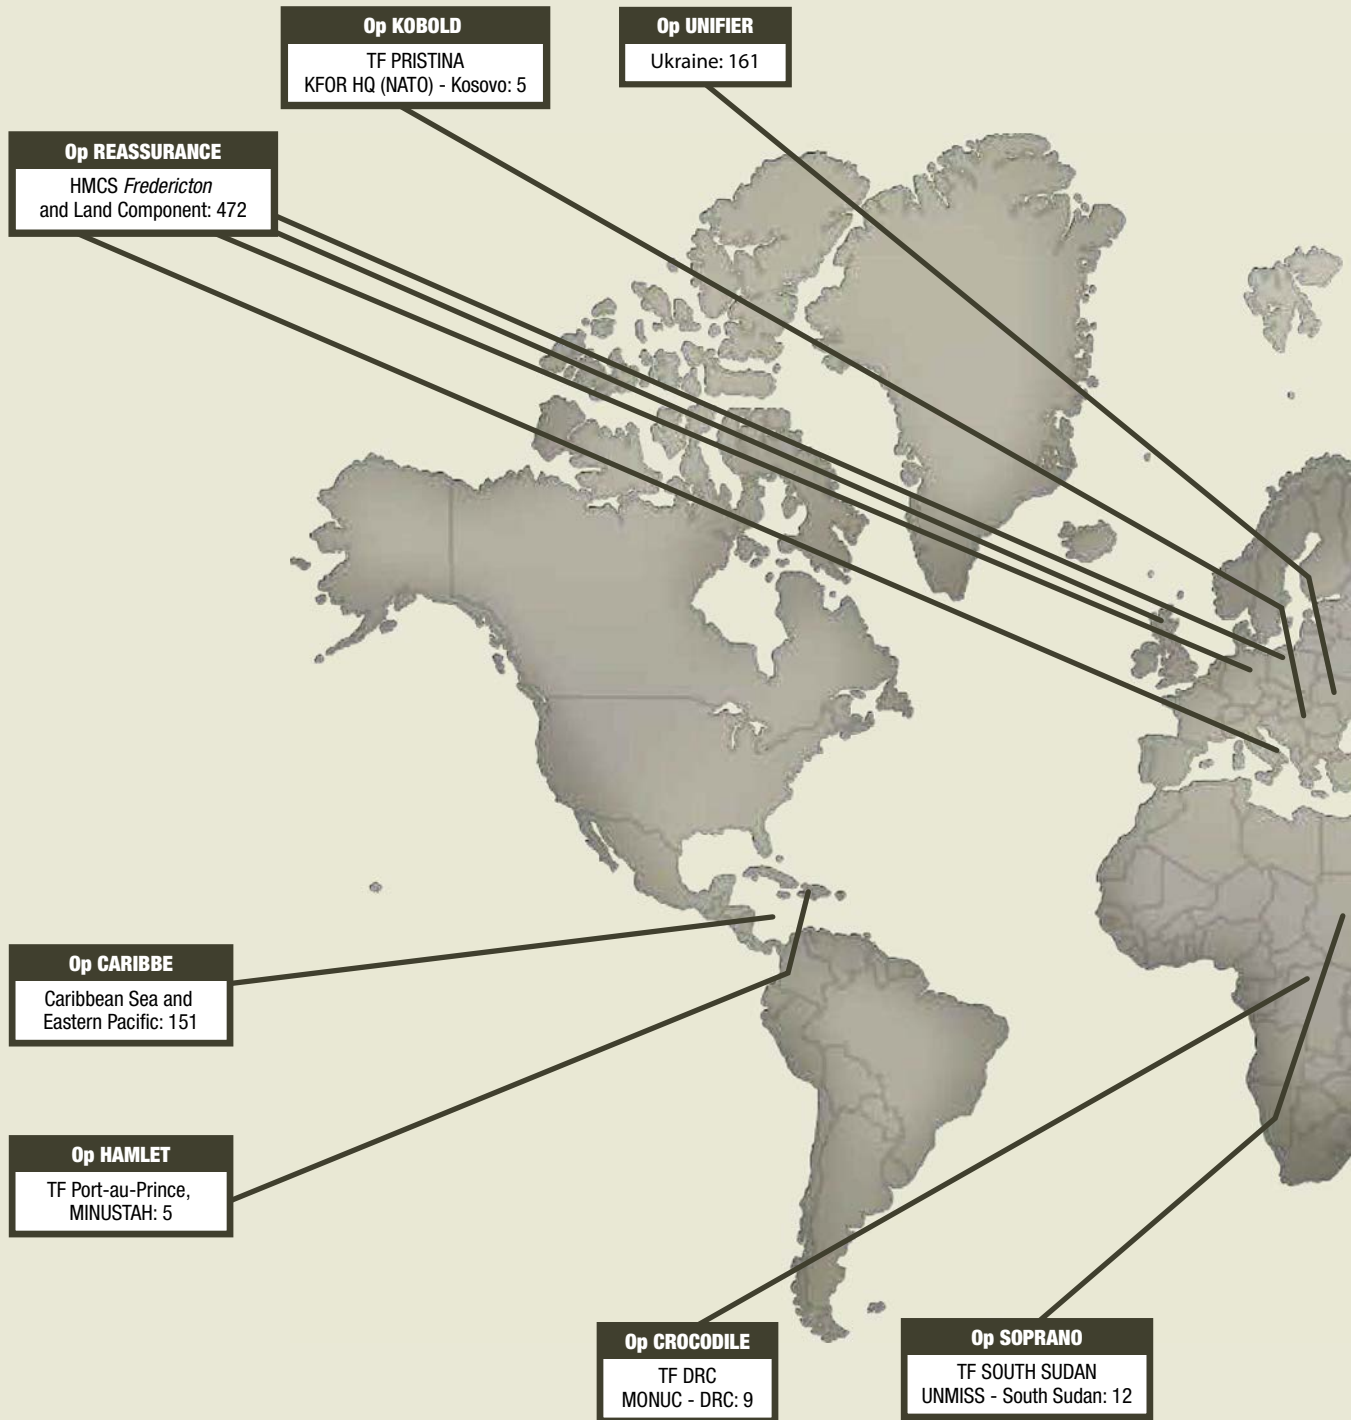 Op KOBOLD
TF PRISTINA
KFOR HQ (NATO) - Kosovo: 5
Op UNIFIER
Ukraine: 161
Op REASSURANCE
HMCS Fredericton
and Land Component: 472
Op CARIBBE
Caribbean Sea and
Eastern Pacific: 151
Op HAMLET
TF Port-au-Prince,
MINUSTAH: 5
Op CROCODILE
TF DRC
MONUC - DRC: 9
Op SOPRANO
TF SOUTH SUDAN
UNMISS - South Sudan: 12